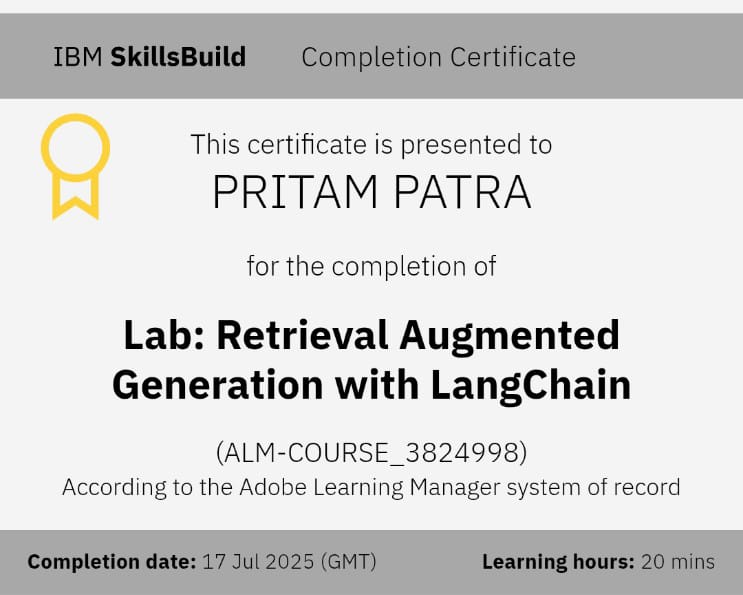 IBM SkillsBuild Completion Certificate
This certificate is presented to
PRITAM PATRA
for the completion of
Lab: Retrieval Augmented
Generation with LangChain
(ALM-COURSE_3824998)
According to the Adobe Learning Manager system of record
Completion date: 17 Jul 2025 (GMT) Learning hours: 20 mins